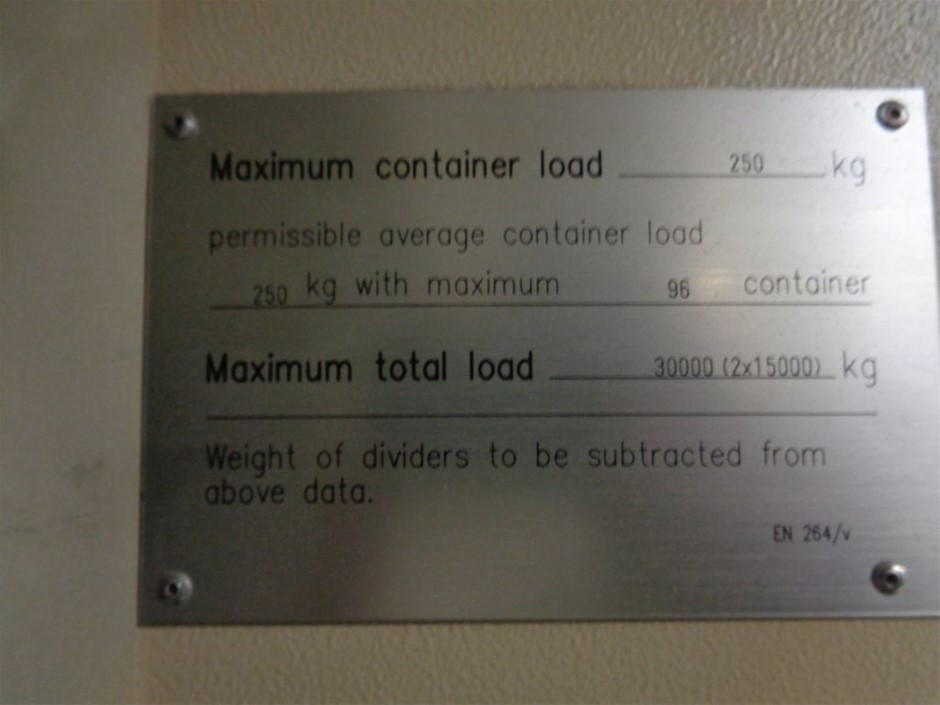 Maximum container load 250 kg
permissible average container load
250 kg with maximum 96 container
Maximum total load 30000 (2x15000) kg
Weight of dividers to be subtracted from
above data.
EN 264/v